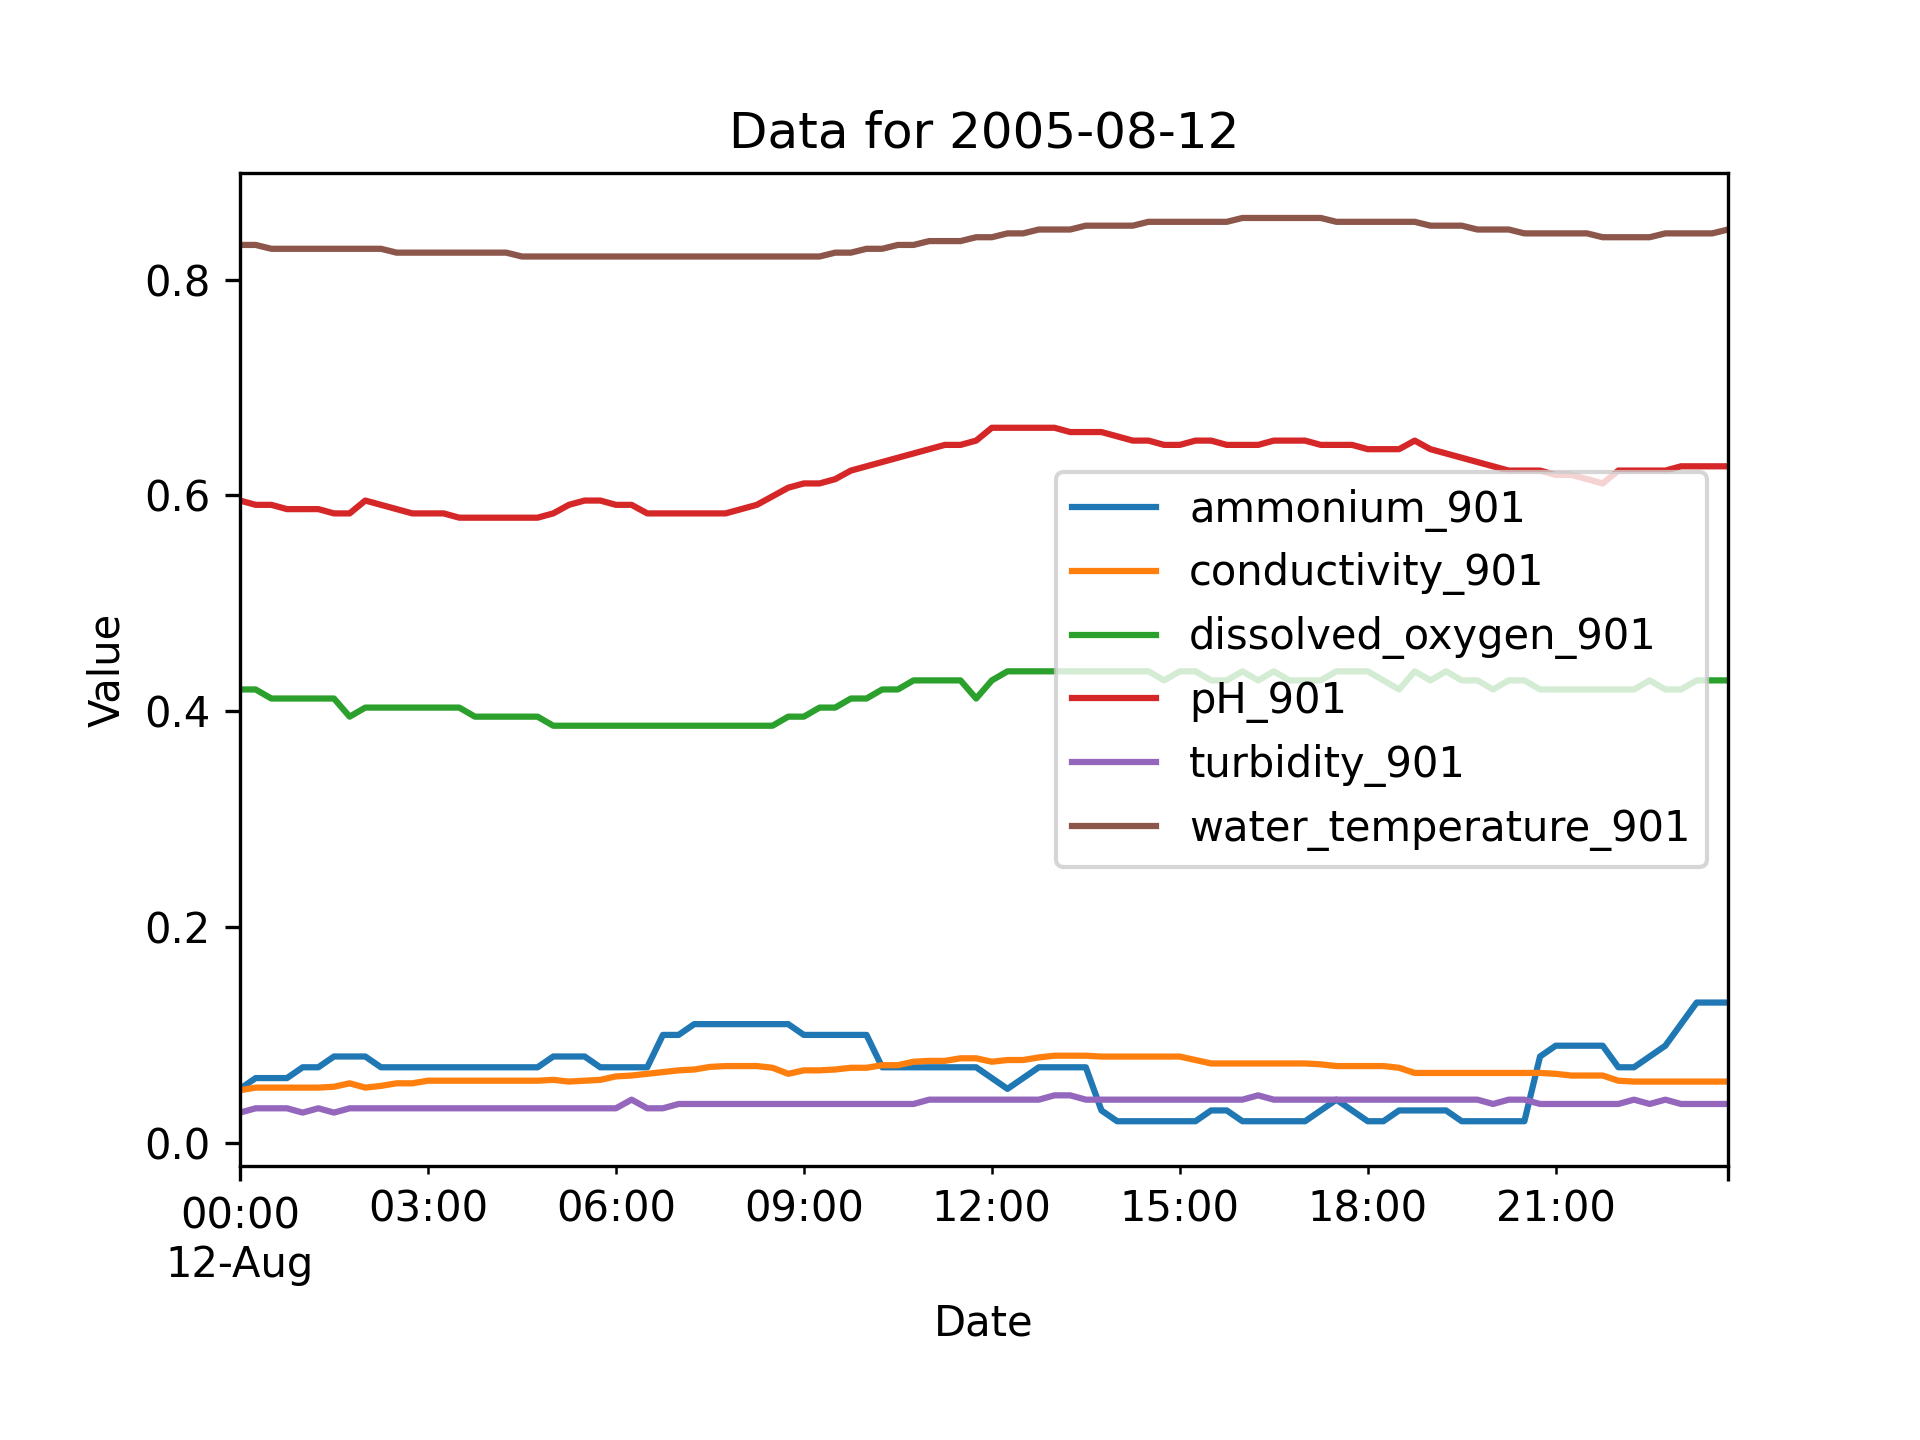 Data for 2005-08-12
Value
0.8
0.6
0.4
0.2
0.0
ammonium_901
conductivity_901
dissolved_oxygen_901
pH_901
turbidity_901
water_temperature_901
00:00 03:00 06:00 09:00 12:00 15:00 18:00 21:00
12-Aug
Date